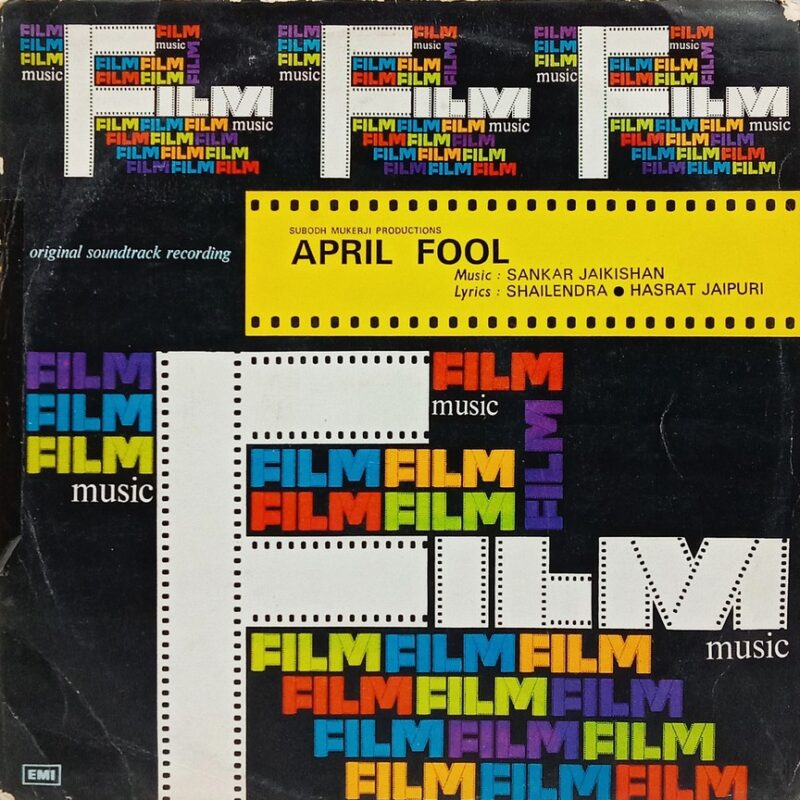 FILM FILM
FILM music
FILM FILM
music FILM FILM
FILM FILM
FILM
music
FILM FILM FILM
FILM FILM FILM
FILM FILM FILM
FILM FILM FILM
FILM FILM
FILM music
FILM FILM
music FILM FILM
FILM FILM
FILM
music
FILM FILM FILM
FILM FILM FILM
FILM FILM FILM
FILM FILM FILM
FILM FILM
FILM music
FILM FILM
music FILM FILM
FILM FILM
FILM
music
FILM FILM FILM
FILM FILM FILM
FILM FILM FILM
FILM FILM FILM
original soundtrack recording
SUBODH MUKERJI PRODUCTIONS
APRIL FOOL
Music : SANKAR JAIKISHAN
Lyrics : SHAILENDRA ● HASRAT JAIPURI
FILM FILM
FILM music
FILM FILM
music FILM FILM
FILM FILM
FILM
music
FILM FILM FILM
FILM FILM FILM
FILM FILM FILM
FILM FILM FILM
EMI